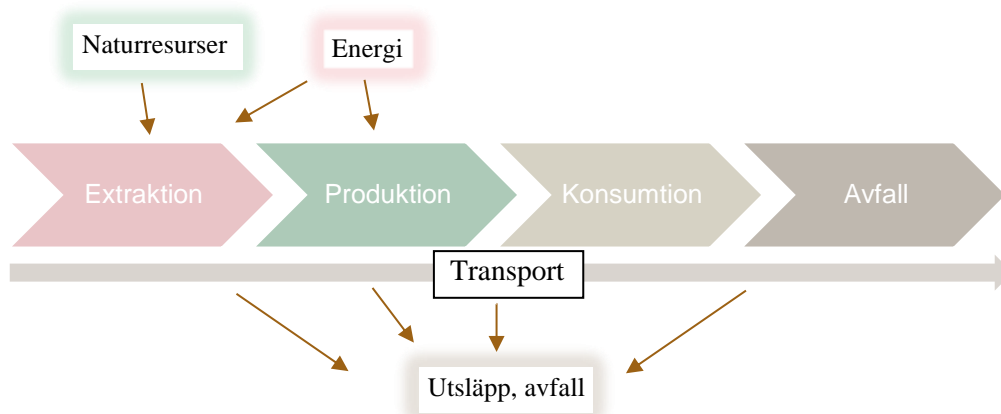 Naturresurser
Energi
Extraktion
Produktion
Konsumtion
Avfall
Transport
Utsläpp, avfall